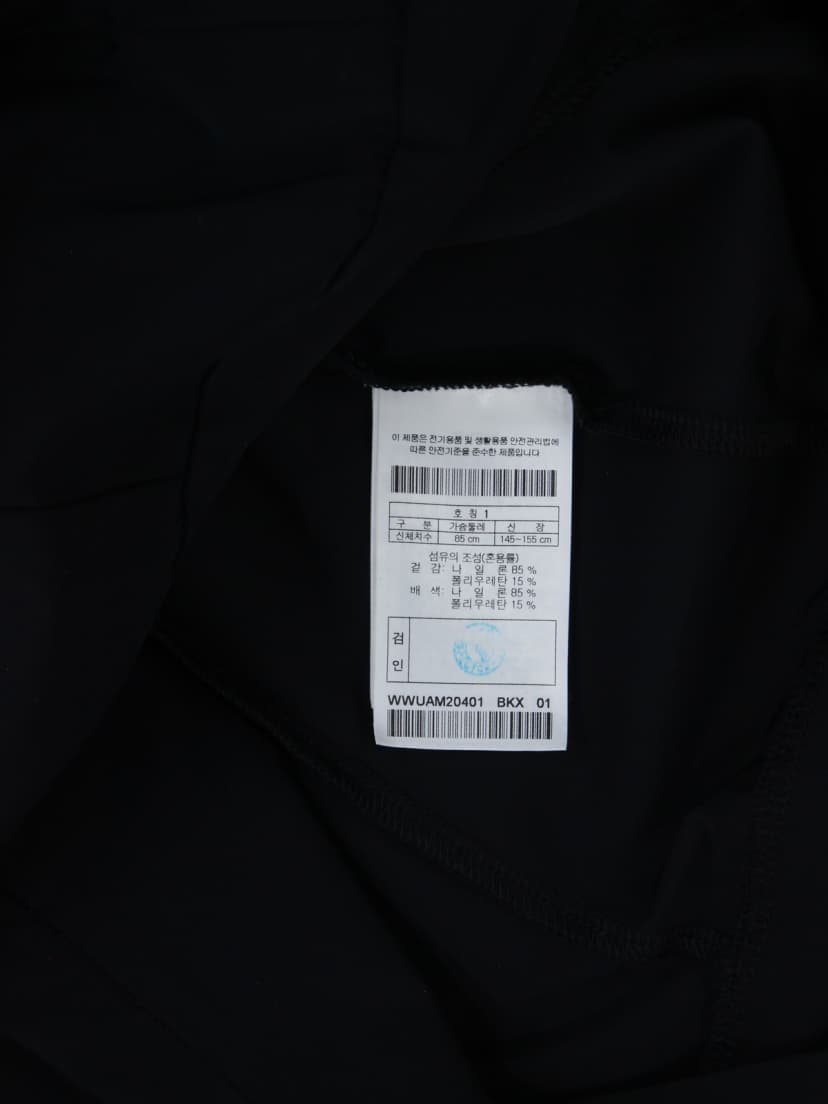 이 제품은 전기용품 및 생활용품 안전관리법에
따른 안전기준을 준수한 제품입니다
호 칭 1
구 분 가슴둘레 신 장
신체치수 85 cm 145~155 cm
섬유의 조성(혼용률)
겉 감: 나 일 론 85 %
폴리우레탄 15 %
배 색: 나 일 론 85 %
폴리우레탄 15 %
검
인
WWUAM20401 BKX 01